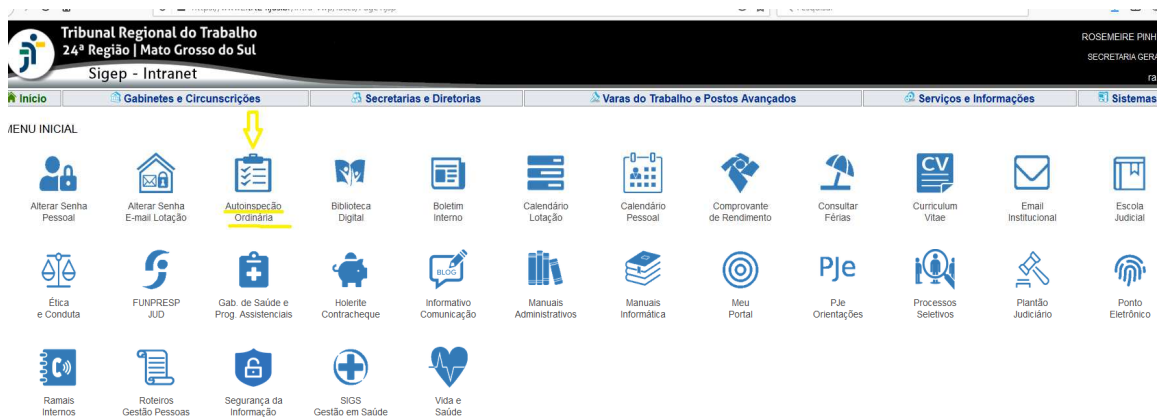 Tribunal Regional do Trabalho
24ª Região | Mato Grosso do Sul
Sigep - Intranet
ROSEMEIRE PINH
SECRETARIA GERA
ra
Início
Gabinetes e Circunscrições
Secretarias e Diretorias
Varas do Trabalho e Postos Avançados
Serviços e Informações
Sistemas
MENU INICIAL
CV
Alterar Senha
Pessoal
Alterar Senha
E-mail Lotação
Autoinspeção
Ordinária
Biblioteca
Digital
Boletim
Interno
Calendário
Lotação
Calendário
Pessoal
Comprovante
de Rendimento
Consultar
Férias
Curriculum
Vitae
Email
Institucional
Escola
Judicial
BLOG
PJe
Ética
e Conduta
FUNPRESP
JUD
Gab. de Saúde e
Prog. Assistenciais
Holerite
Contracheque
Informativo
Comunicação
Manuais
Administrativos
Manuais
Informática
Meu
Portal
PJe
Orientações
Processos
Seletivos
Plantão
Judiciário
Ponto
Eletrônico
Ramais
Internos
Roteiros
Gestão Pessoas
Segurança da
Informação
SIGS
Gestão em Saúde
Vida e
Saúde